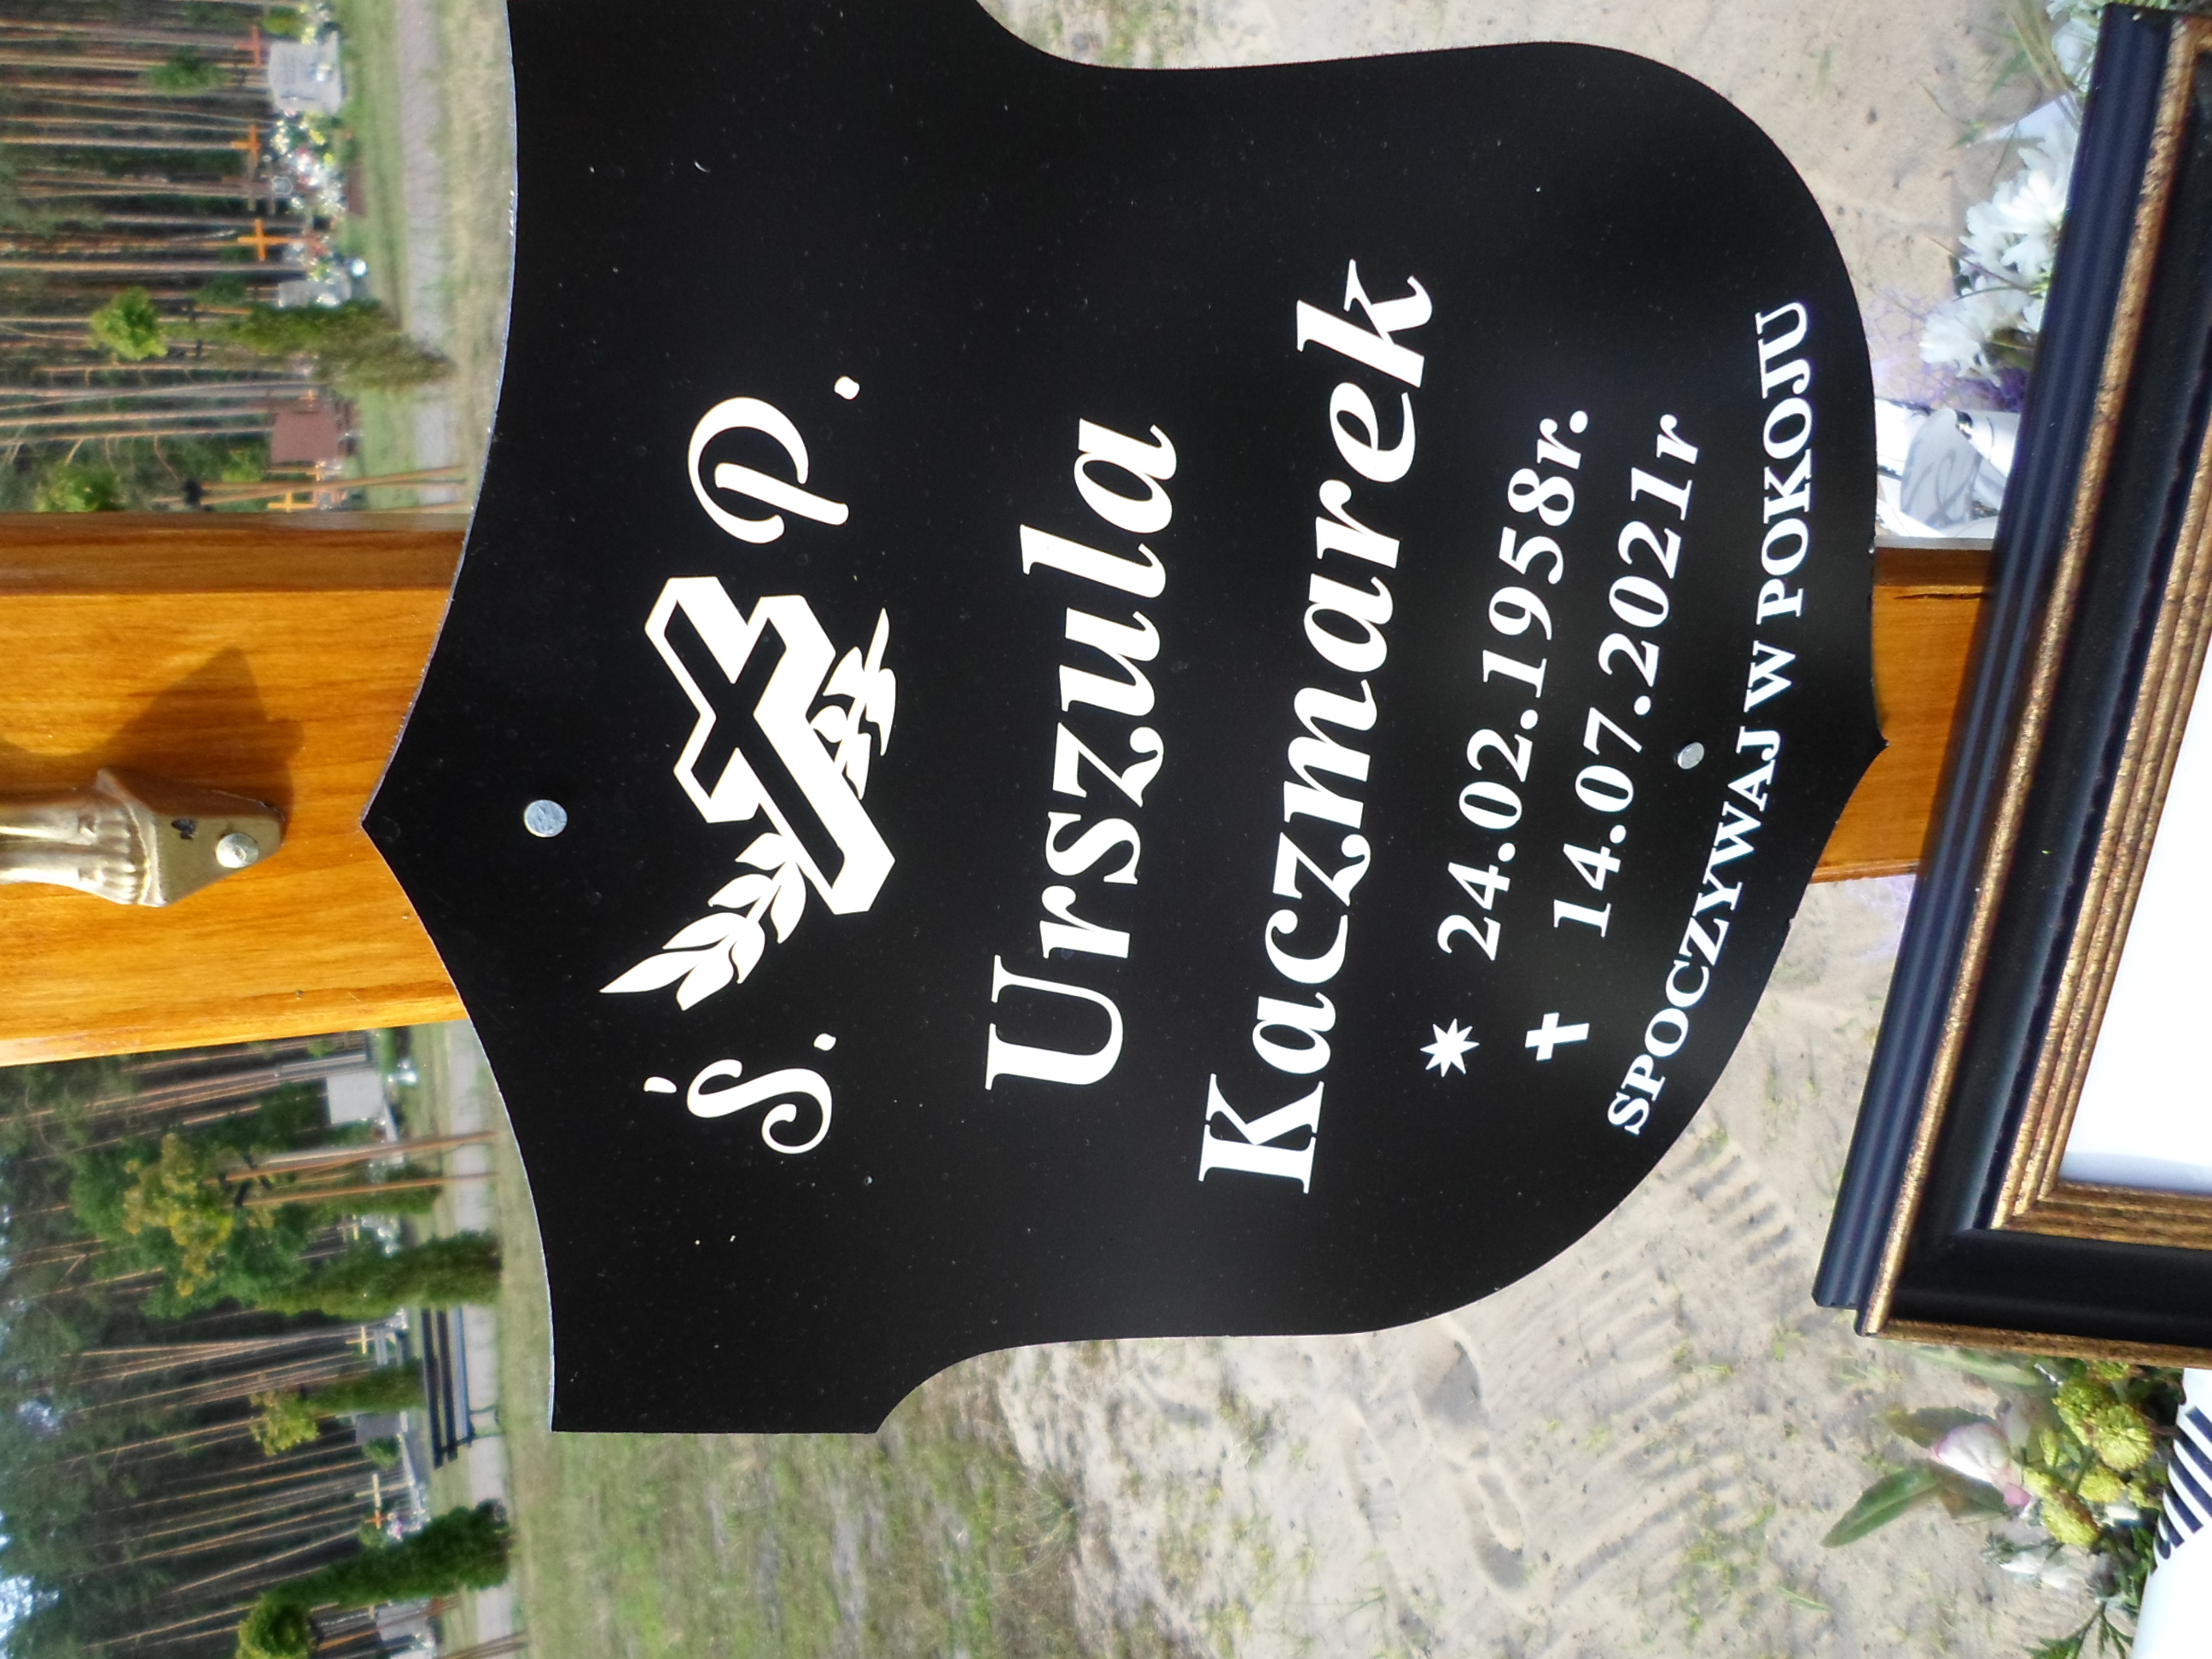 Ś. P.
Urszula
Kaczmarek
✷ 24.02.1958r.
✝ 14.07.2021r
SPOCZYWAJ W POKOJU